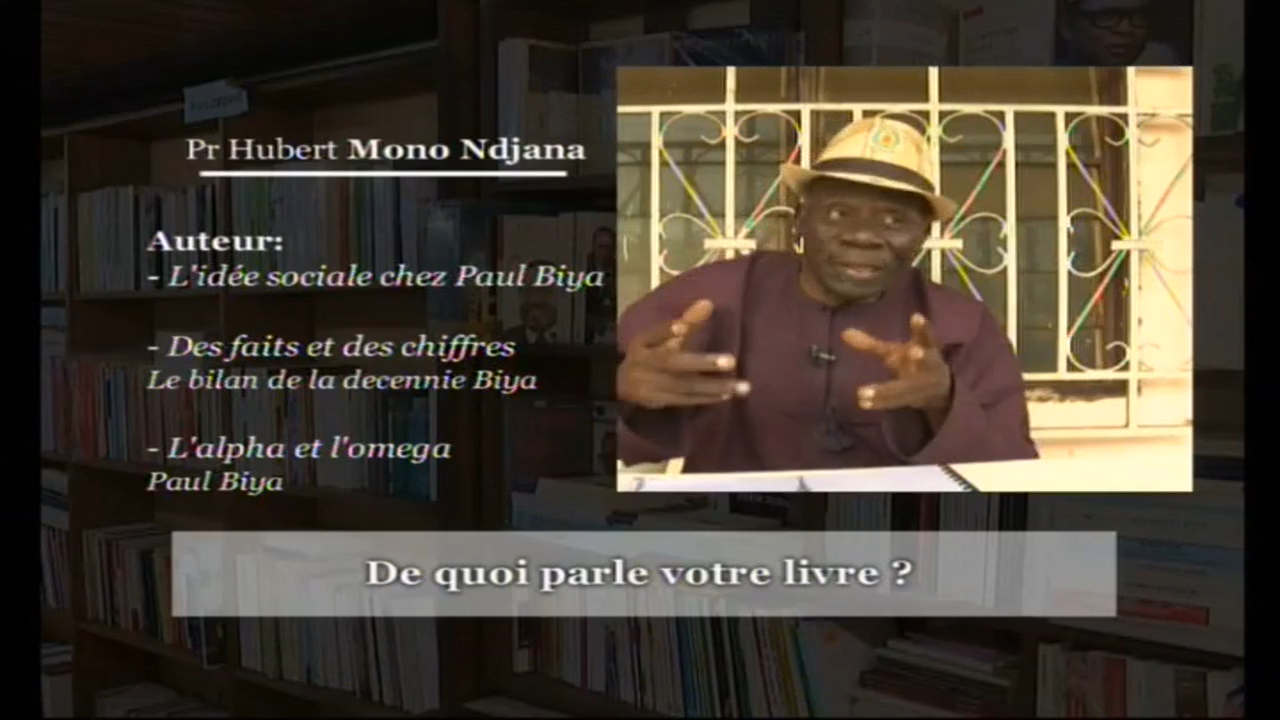 Pr Hubert Mono Ndjana
Auteur:
- L'idée sociale chez Paul Biya
- Des faits et des chiffres
Le bilan de la decennie Biya
- L'alpha et l'omega
Paul Biya
De quoi parle votre livre ?